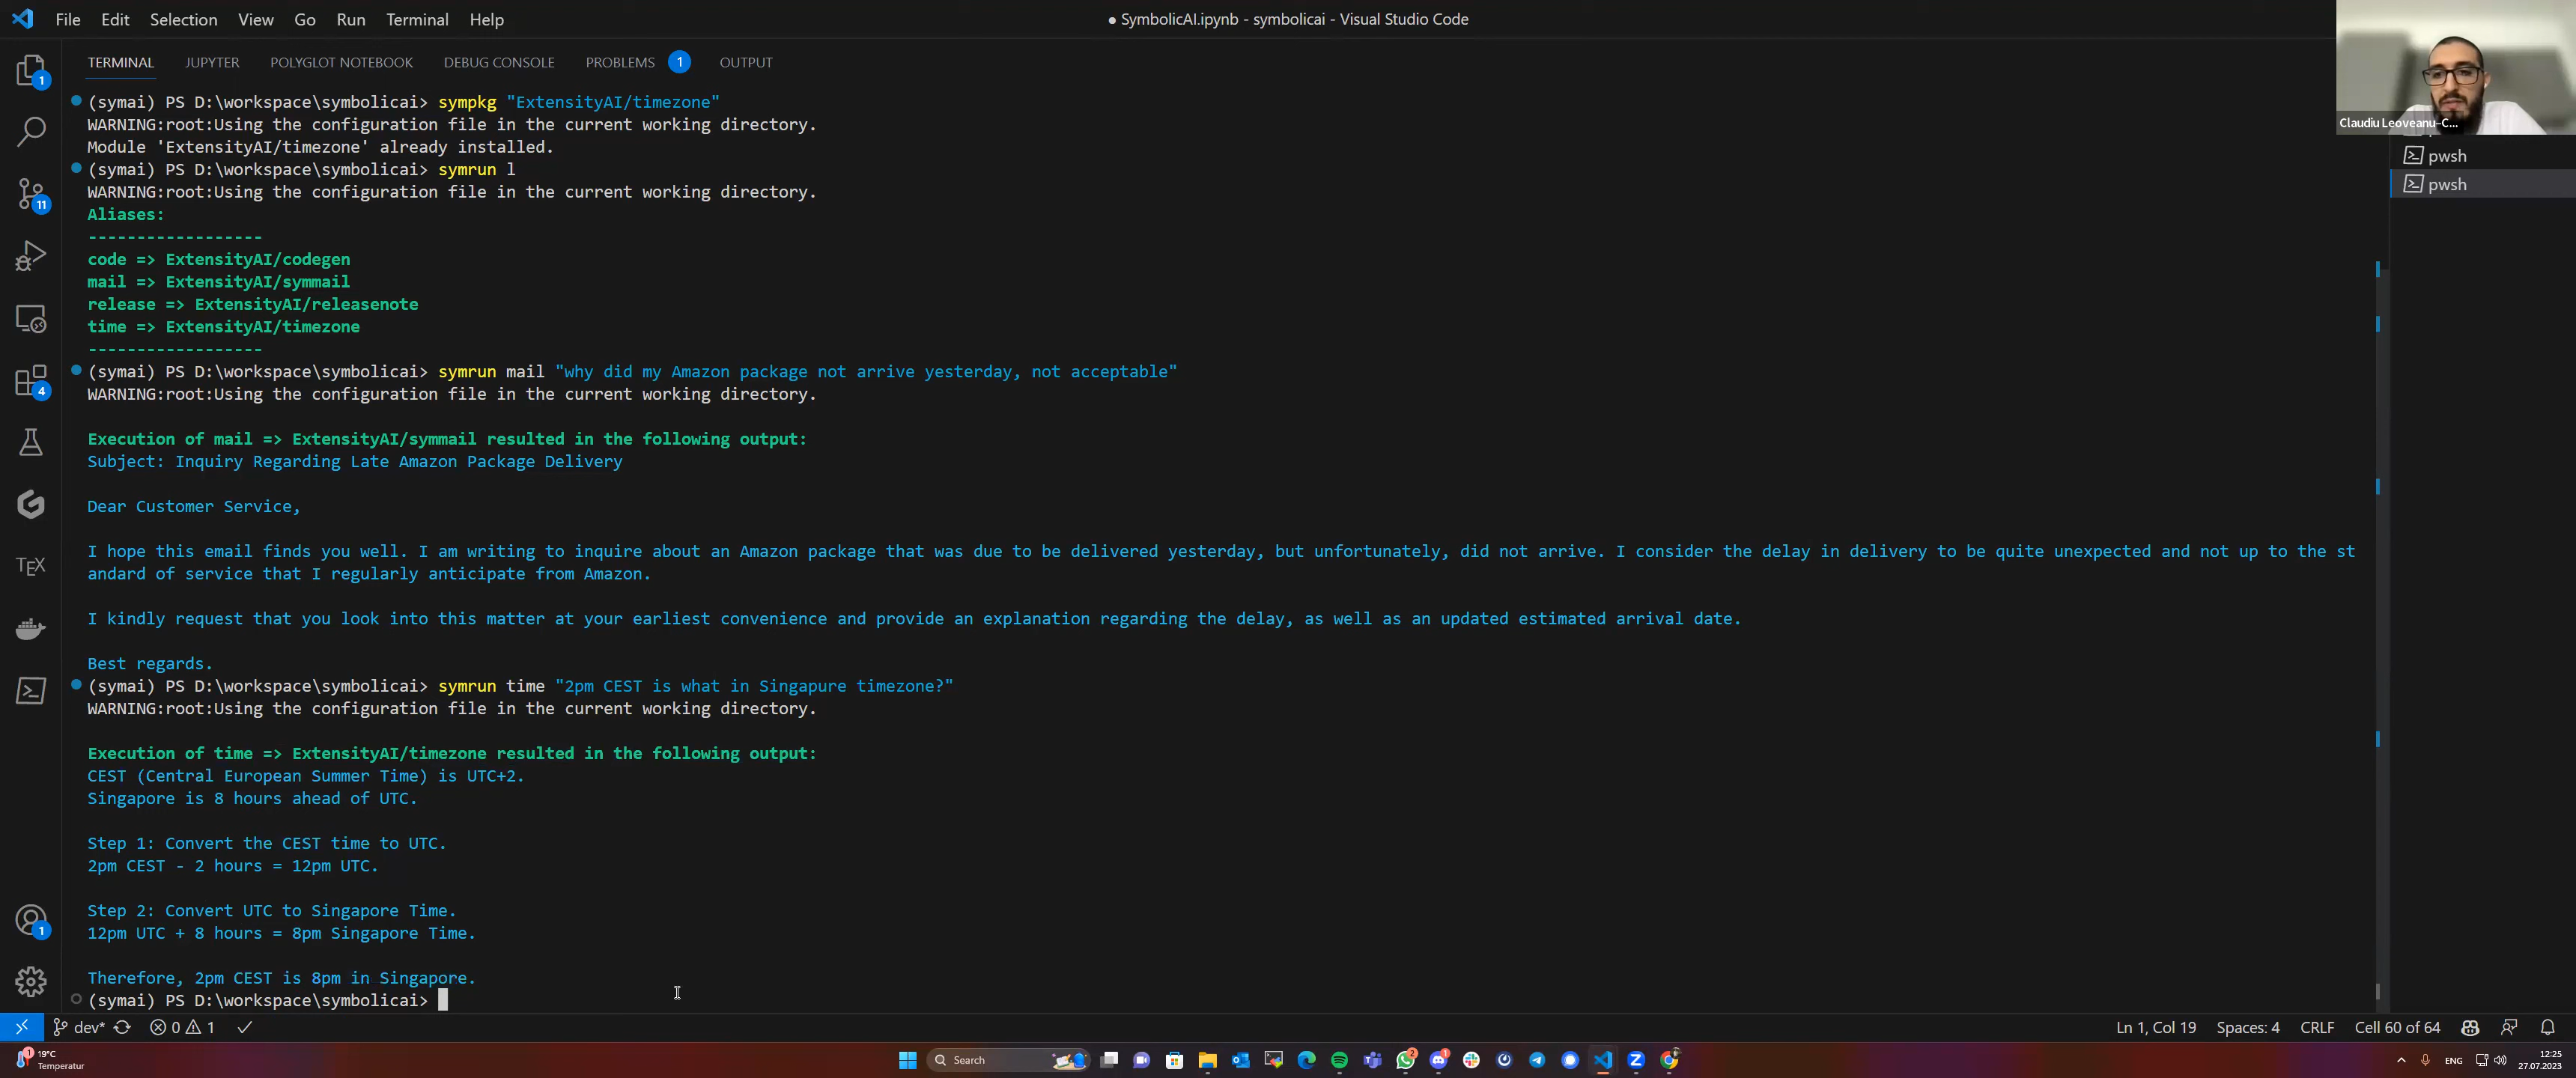 File Edit Selection View Go Run Terminal Help
● SymbolicAI.ipynb - symbolicai - Visual Studio Code
TERMINAL JUPYTER POLYGLOT NOTEBOOK DEBUG CONSOLE PROBLEMS 1 OUTPUT
Claudiu Leoveanu-C...
pwsh
pwsh
1
11
4
TEX
1
(symai) PS D:\workspace\symbolicai> sympkg "ExtensityAI/timezone"
WARNING:root:Using the configuration file in the current working directory.
Module 'ExtensityAI/timezone' already installed.
(symai) PS D:\workspace\symbolicai> symrun l
WARNING:root:Using the configuration file in the current working directory.
Aliases:
------------------
code => ExtensityAI/codegen
mail => ExtensityAI/symmail
release => ExtensityAI/releasenote
time => ExtensityAI/timezone
------------------
(symai) PS D:\workspace\symbolicai> symrun mail "why did my Amazon package not arrive yesterday, not acceptable"
WARNING:root:Using the configuration file in the current working directory.
Execution of mail => ExtensityAI/symmail resulted in the following output:
Subject: Inquiry Regarding Late Amazon Package Delivery
Dear Customer Service,
I hope this email finds you well. I am writing to inquire about an Amazon package that was due to be delivered yesterday, but unfortunately, did not arrive. I consider the delay in delivery to be quite unexpected and not up to the st
andard of service that I regularly anticipate from Amazon.
I kindly request that you look into this matter at your earliest convenience and provide an explanation regarding the delay, as well as an updated estimated arrival date.
Best regards.
(symai) PS D:\workspace\symbolicai> symrun time "2pm CEST is what in Singapure timezone?"
WARNING:root:Using the configuration file in the current working directory.
Execution of time => ExtensityAI/timezone resulted in the following output:
CEST (Central European Summer Time) is UTC+2.
Singapore is 8 hours ahead of UTC.
Step 1: Convert the CEST time to UTC.
2pm CEST - 2 hours = 12pm UTC.
Step 2: Convert UTC to Singapore Time.
12pm UTC + 8 hours = 8pm Singapore Time.
Therefore, 2pm CEST is 8pm in Singapore.
(symai) PS D:\workspace\symbolicai>
dev* 0 1 Ln 1, Col 19 Spaces: 4 CRLF Cell 60 of 64
1 19°C
Temperatur
Search
2
1
ENG
12:25
27.07.2023